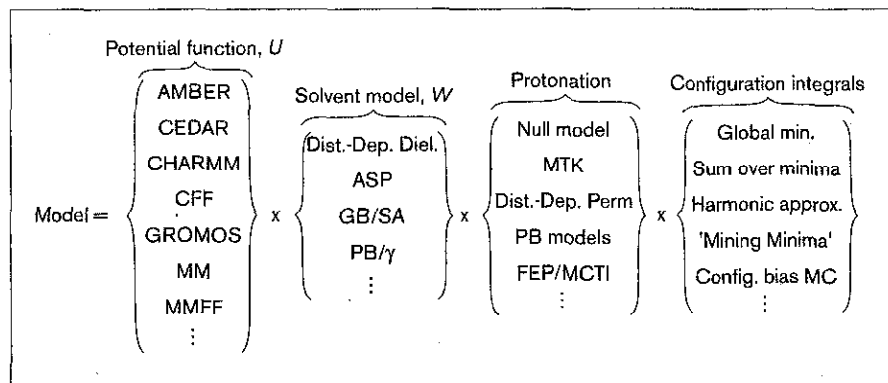 Potential function, U
AMBER
CEDAR
CHARMM
CFF
GROMOS
MM
MMFF
⋮
Solvent model, W
Dist.-Dep. Diel.
ASP
GB/SA
PB/γ
⋮
Protonation
Null model
MTK
Dist.-Dep. Perm
PB models
FEP/MCTI
⋮
Configuration integrals
Global min.
Sum over minima
Harmonic approx.
'Mining Minima'
Config. bias MC
⋮
Model = x x x